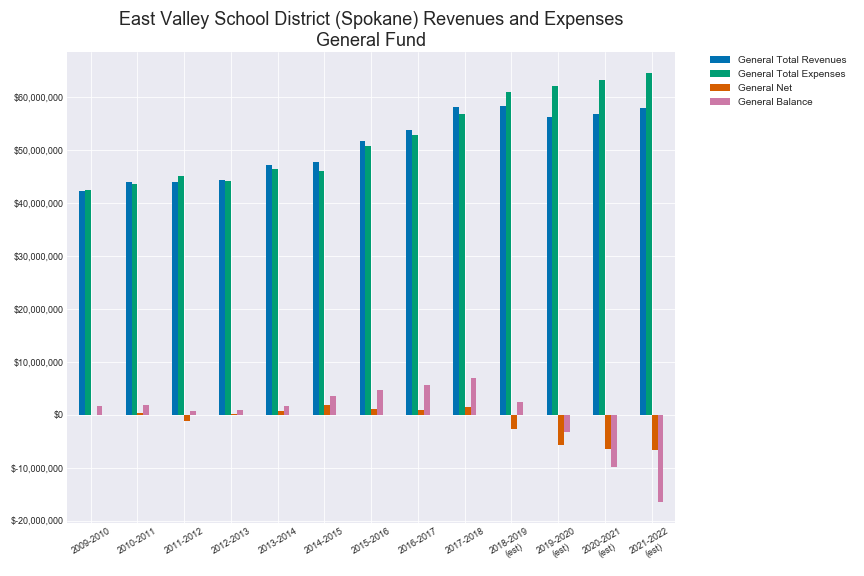 East Valley School District (Spokane) Revenues and Expenses
General Fund
General Total Revenues
General Total Expenses
General Net
General Balance
$60,000,000
$50,000,000
$40,000,000
$30,000,000
$20,000,000
$10,000,000
$0
$-10,000,000
$-20,000,000
2009-2010
2010-2011
2011-2012
2012-2013
2013-2014
2014-2015
2015-2016
2016-2017
2017-2018
2018-2019
(est)
2019-2020
(est)
2020-2021
(est)
2021-2022
(est)